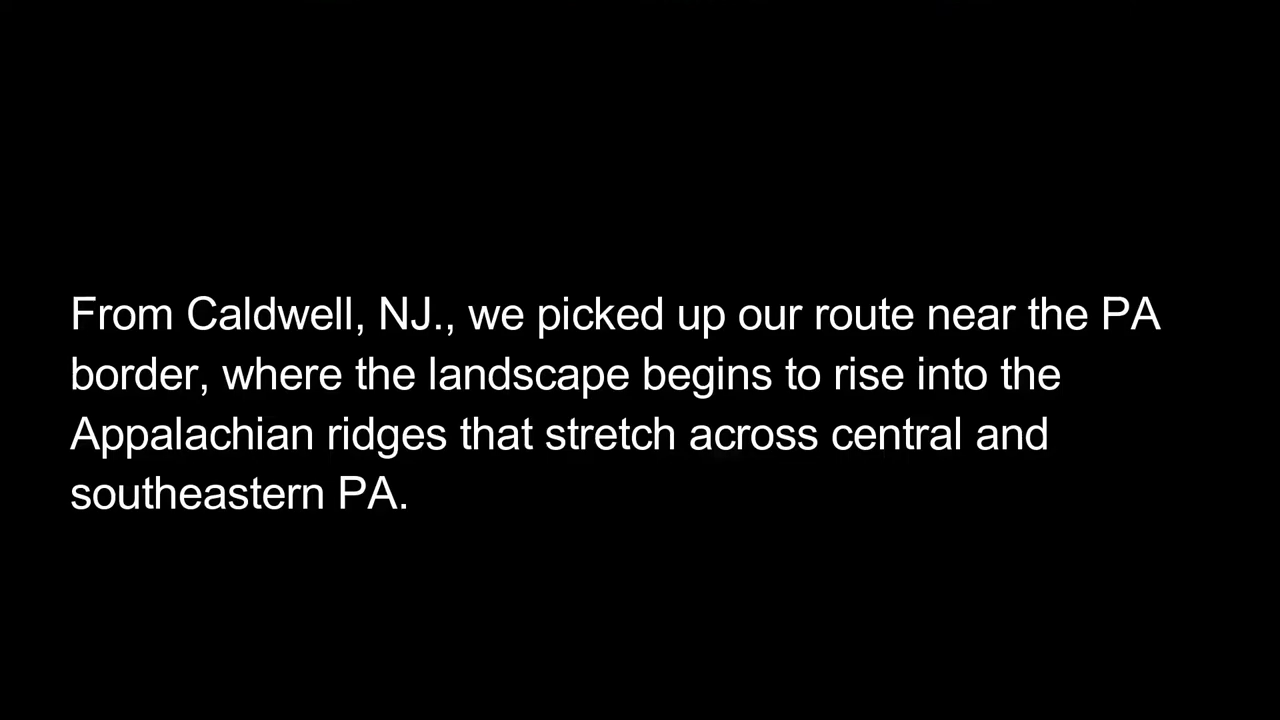 From Caldwell, NJ., we picked up our route near the PA
border, where the landscape begins to rise into the
Appalachian ridges that stretch across central and
southeastern PA.